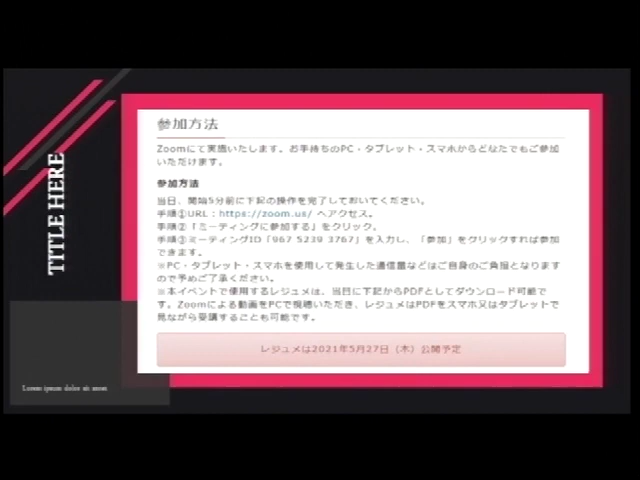 TITLE HERE
Lorem ipsum dolor sit amet
参加方法
Zoomにて実施いたします。お手持ちのPC・タブレット・スマホからどなたでもご参加
いただけます。
参加方法
当日、開始5分前に下記の操作を完了しておいてください。
手順①URL:https://zoom.us/ へアクセス。
手順②「ミーティングに参加する」をクリック。
手順③ミーティングID「967 5239 3767」を入力し、「参加」をクリックすれば参加
できます。
※PC・タブレット・スマホを使用して発生した通信量などはご自身のご負担となります
ので予めご了承ください。
※本イベントで使用するレジュメは、当日に下記からPDFとしてダウンロード可能で
す。Zoomによる動画をPCで視聴いただき、レジュメはPDFをスマホ又はタブレットで
見ながら受講することも可能です。
レジュメは2021年5月27日(木)公開予定